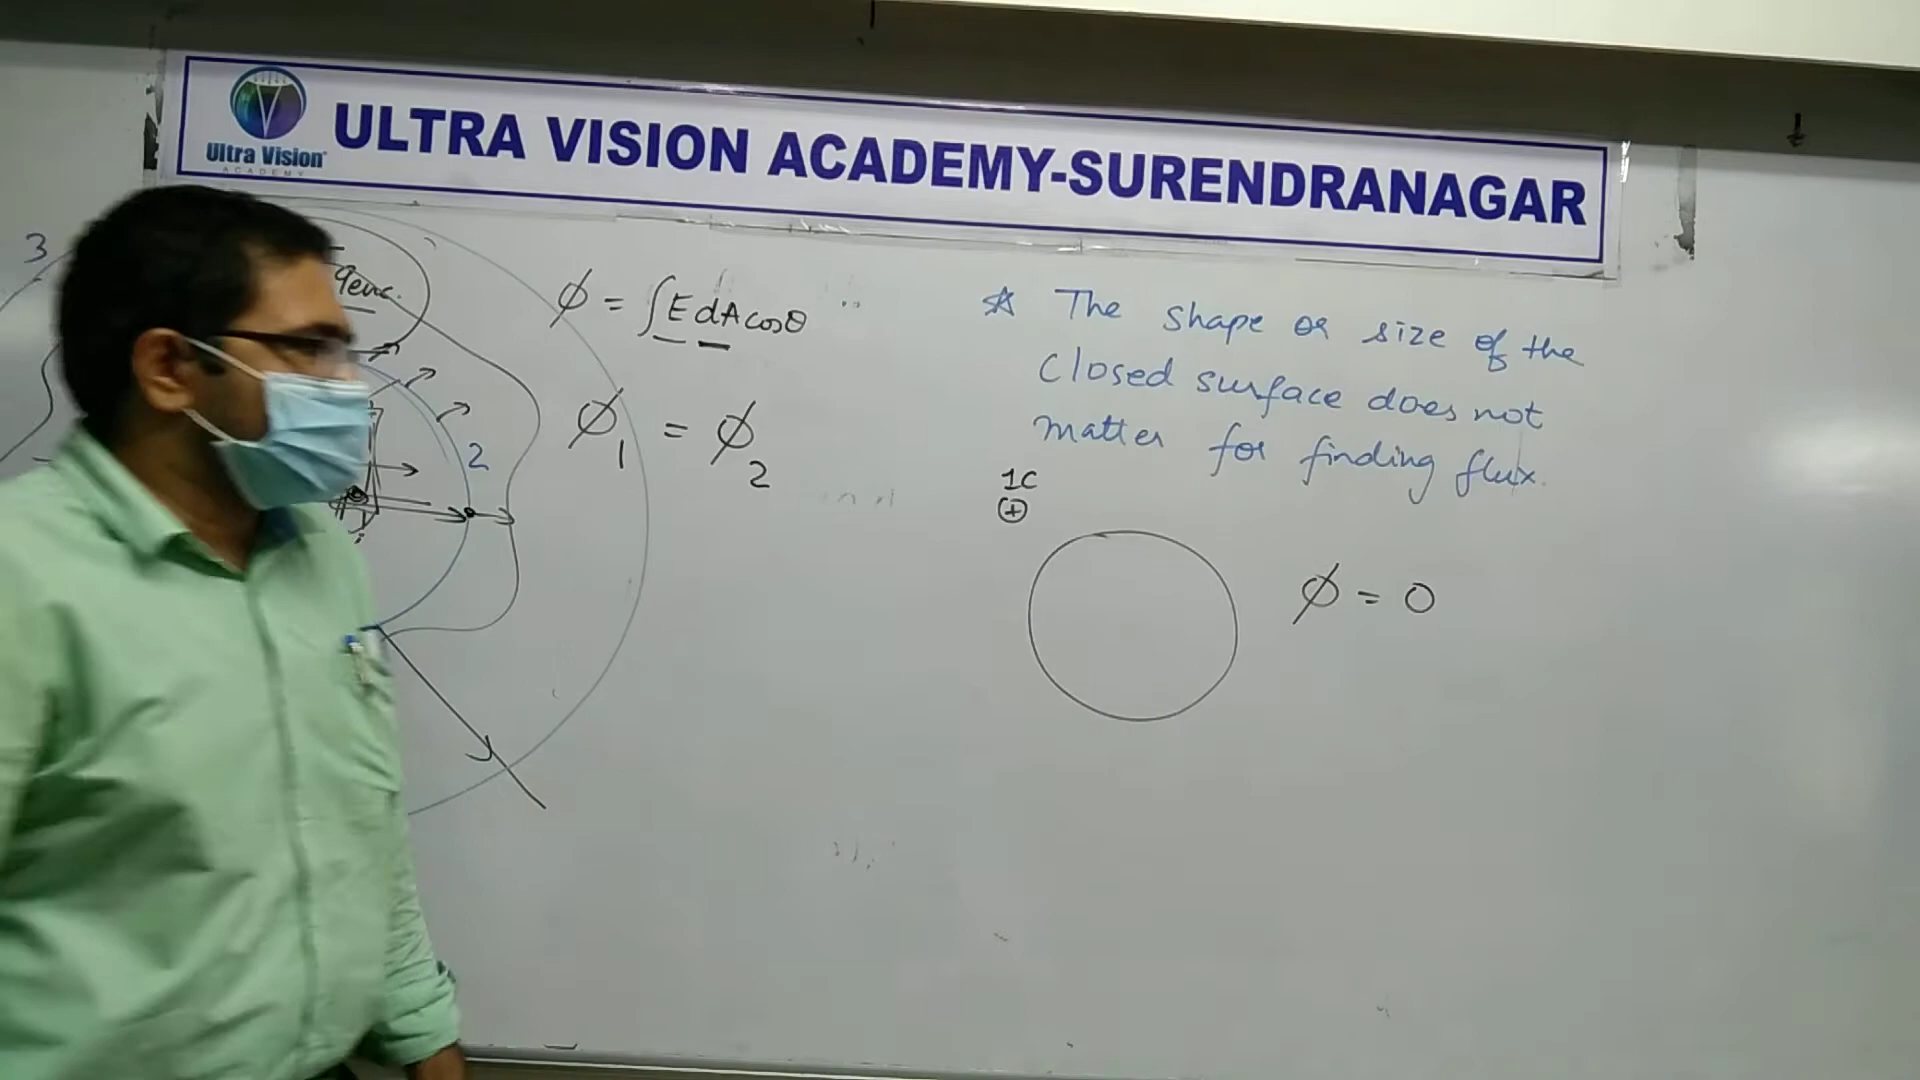 Ultra Vision
ACADEMY
ULTRA VISION ACADEMY-SURENDRANAGAR
3
qenc.
2
ϕ = ∫EdAcosθ
ϕ₁ = ϕ₂
☆ The shape or size of the
closed surface does not
matter for finding flux.
1C
+
ϕ = 0